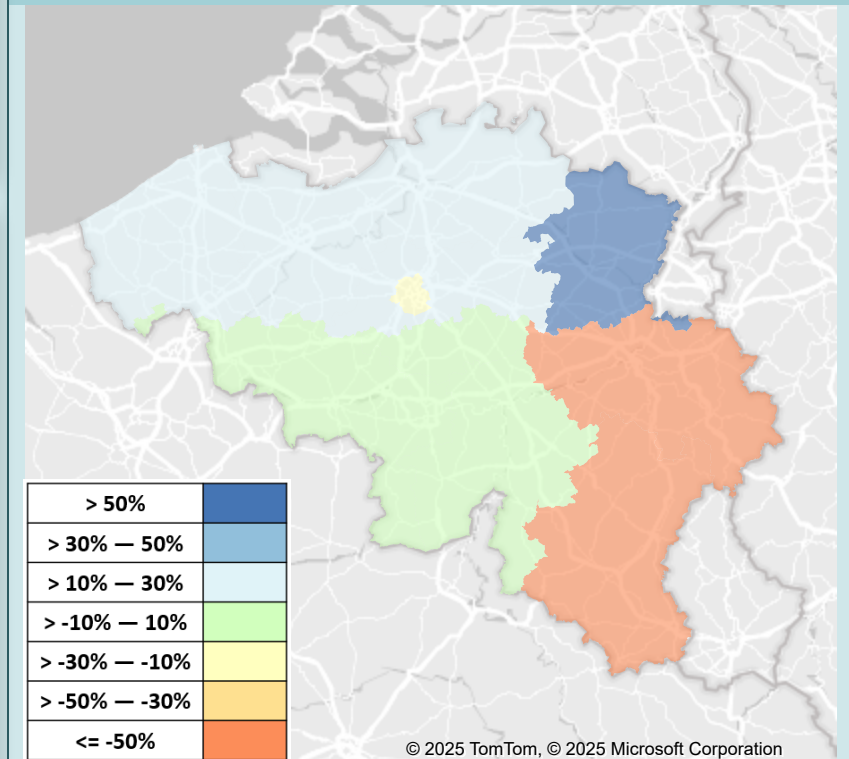 > 50%
> 30% — 50%
> 10% — 30%
> -10% — 10%
> -30% — -10%
> -50% — -30%
<= -50%
© 2025 TomTom, © 2025 Microsoft Corporation